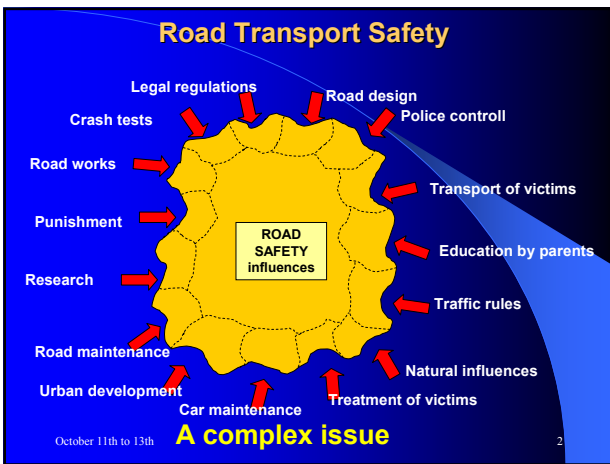 Road Transport Safety
Legal regulations
Road design
Crash tests
Police controll
Road works
Transport of victims
Punishment
ROAD
SAFETY
influences
Education by parents
Research
Traffic rules
Road maintenance
Natural influences
Urban development
Treatment of victims
Car maintenance
October 11th to 13th
A complex issue
2